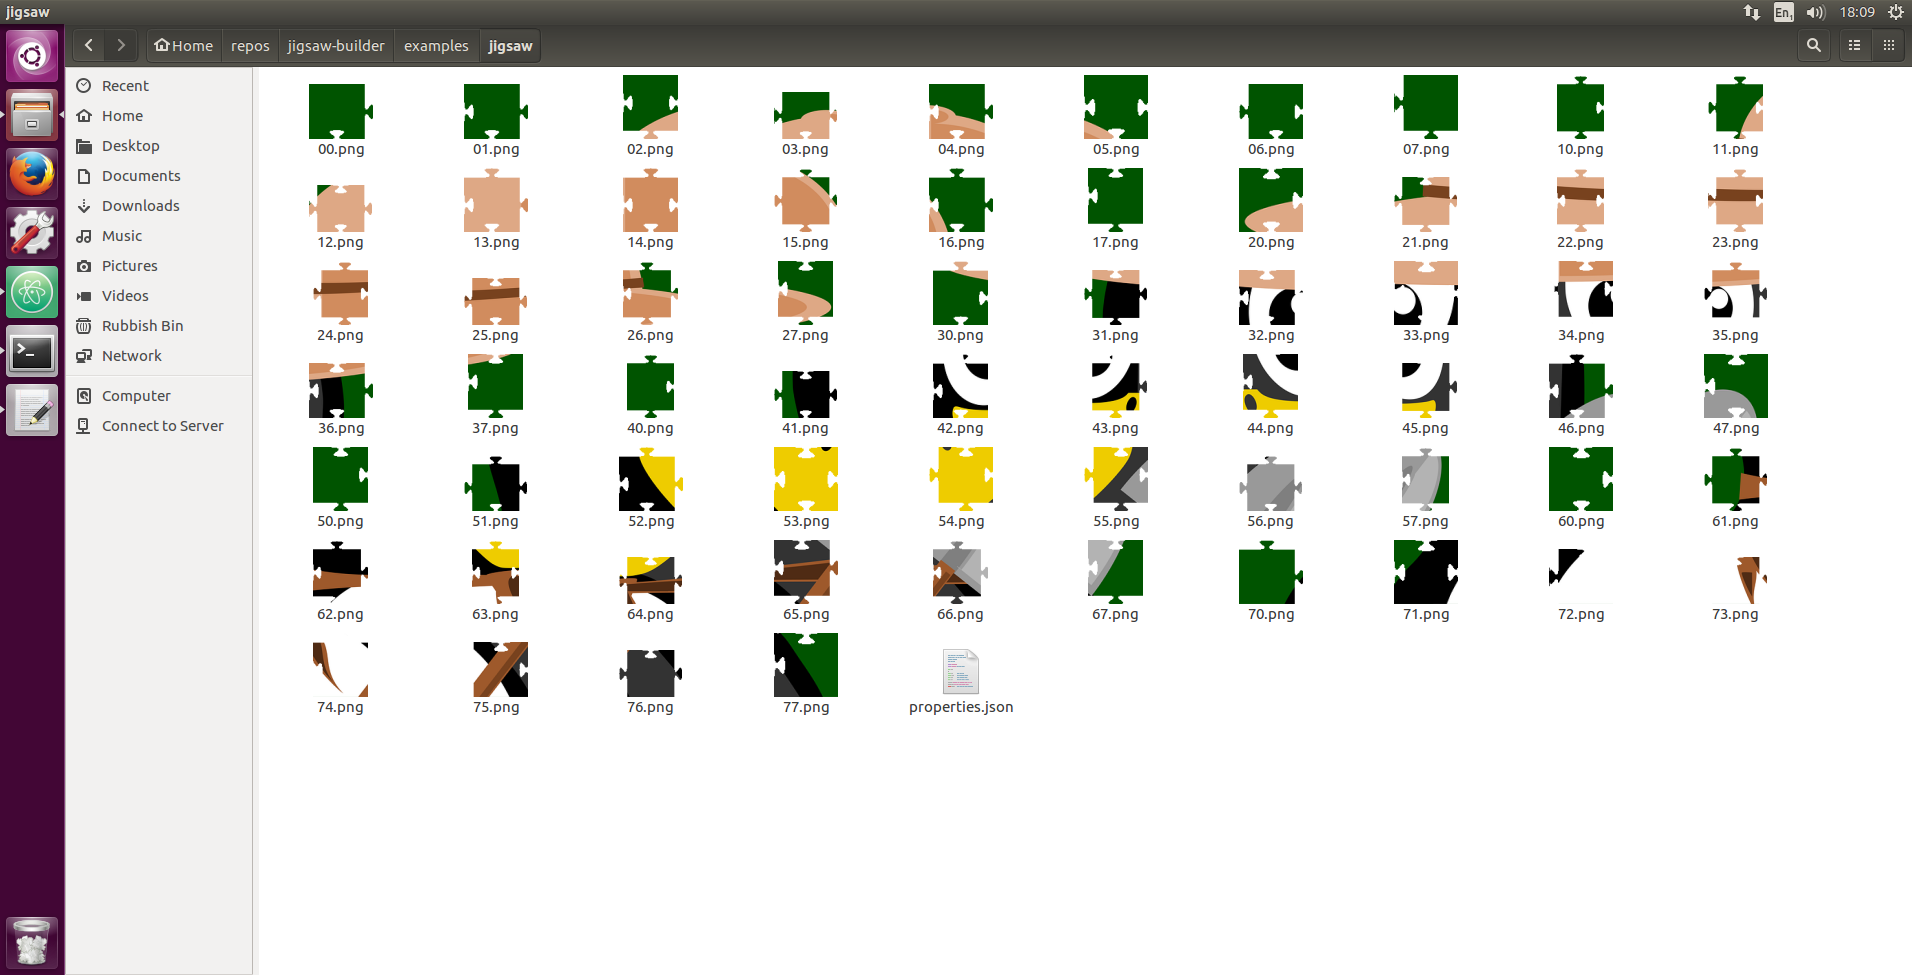 jigsaw
En1 18:09
Home repos jigsaw-builder examples jigsaw
Recent
Home
Desktop
Documents
Downloads
Music
Pictures
Videos
Rubbish Bin
Network
Computer
Connect to Server
00.png 01.png 02.png 03.png 04.png 05.png 06.png 07.png 10.png 11.png
12.png 13.png 14.png 15.png 16.png 17.png 20.png 21.png 22.png 23.png
24.png 25.png 26.png 27.png 30.png 31.png 32.png 33.png 34.png 35.png
36.png 37.png 40.png 41.png 42.png 43.png 44.png 45.png 46.png 47.png
50.png 51.png 52.png 53.png 54.png 55.png 56.png 57.png 60.png 61.png
62.png 63.png 64.png 65.png 66.png 67.png 70.png 71.png 72.png 73.png
74.png 75.png 76.png 77.png properties.json